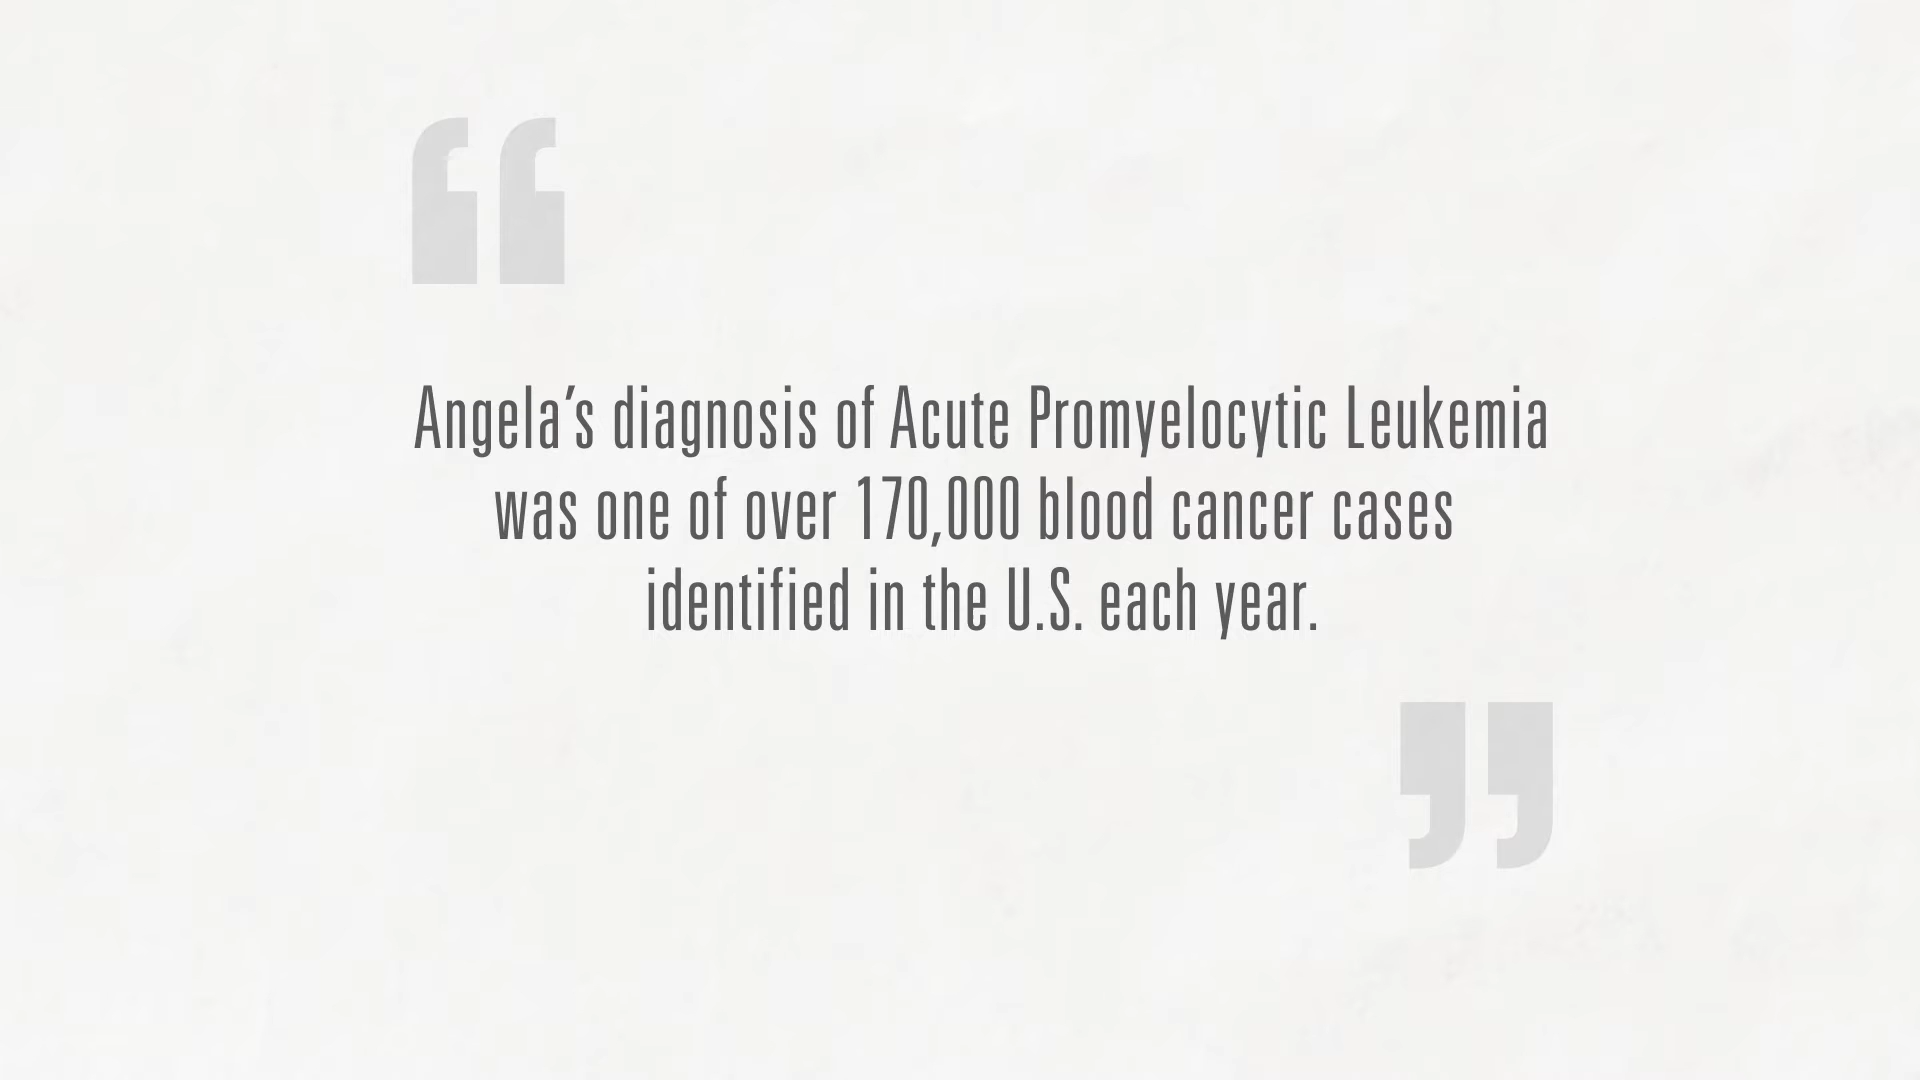 “
Angela’s diagnosis of Acute Promyelocytic Leukemia
was one of over 170,000 blood cancer cases
identified in the U.S. each year.
”